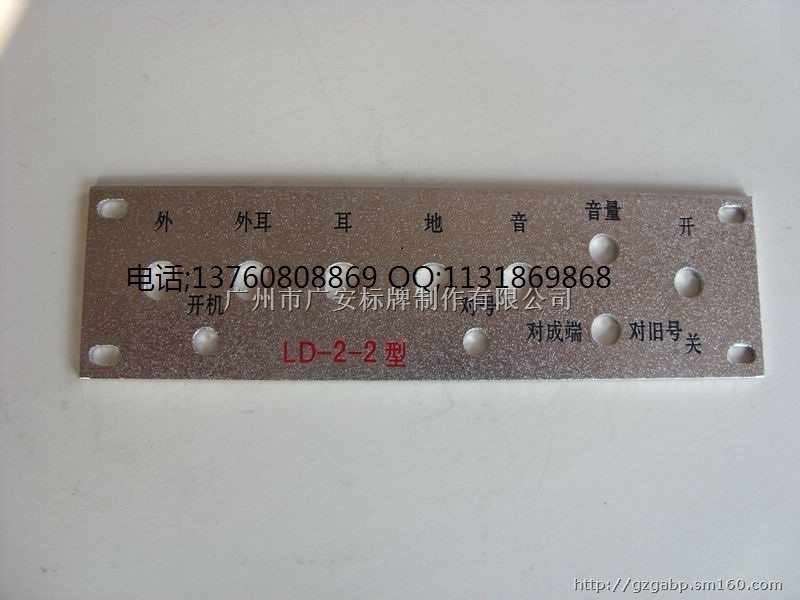 外 外耳 耳 地 音 音量 开
电话;13760808869 QQ:1131869868
广州市广安标牌制作有限公司
开机 对号 对成端 对旧号 关
LD-2-2型
http://gzgabp.sm160.com/